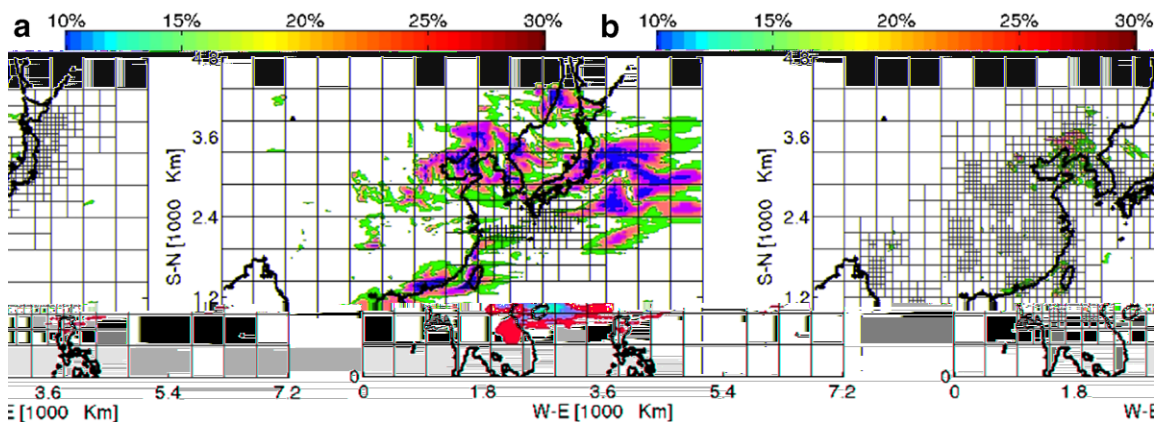 a 10% 15% 20% 25% 30% b 10% 15% 20% 25% 30%
4.8 4.8
3.6 3.6
S-N [1000 Km] S-N [1000 Km]
2.4 2.4
1.2 1.2
0 0
3.6 5.4 7.2 0 1.8 3.6 5.4 7.2 0 1.8
E [1000 Km] W-E [1000 Km] W-E